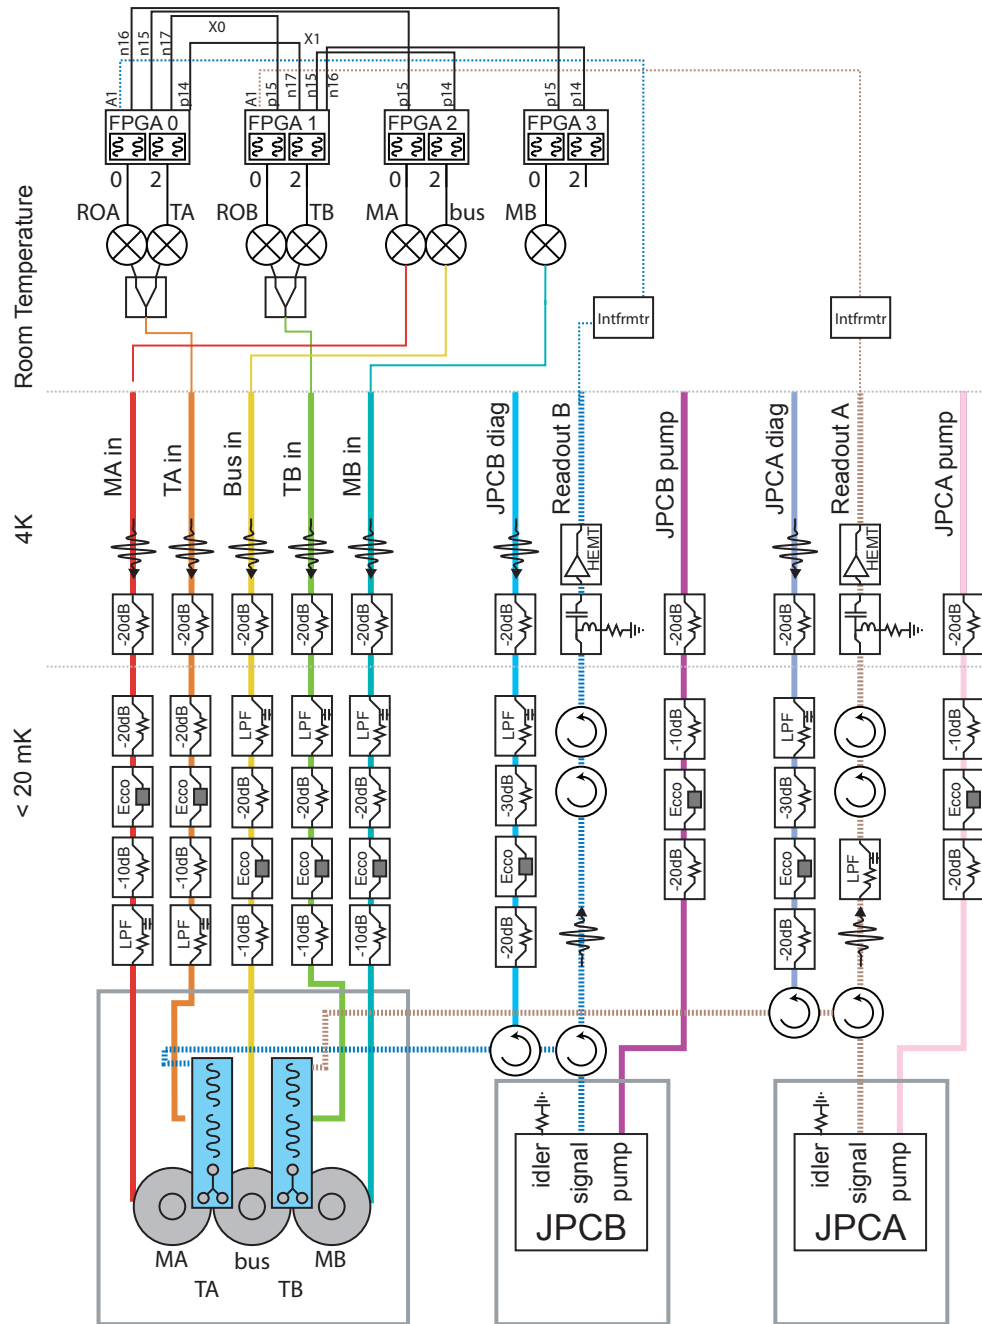 n16
n15
n17
X0
X1
A1
p14
A1
p15
n17
n15
n16
p15
p14
p15
p14
FPGA 0
FPGA 1
FPGA 2
FPGA 3
0
2
0
2
0
2
0
2
ROA
TA
ROB
TB
MA
bus
MB
Room Temperature
Intfrmtr
Intfrmtr
MA in
TA in
Bus in
TB in
MB in
JPCB diag
Readout B
JPCB pump
JPCA diag
Readout A
JPCA pump
4K
HEMT
HEMT
-20dB
-20dB
-20dB
-20dB
-20dB
-20dB
-20dB
-20dB
-20dB
< 20 mK
-20dB
-20dB
LPF
LPF
LPF
LPF
-10dB
LPF
-10dB
Ecco
Ecco
-20dB
-20dB
-20dB
-30dB
Ecco
-30dB
Ecco
-10dB
-10dB
Ecco
Ecco
Ecco
Ecco
-20dB
Ecco
LPF
-20dB
LPF
LPF
-10dB
-10dB
-10dB
-20dB
-20dB
idler
signal
pump
JPCB
idler
signal
pump
JPCA
MA
bus
MB
TA
TB